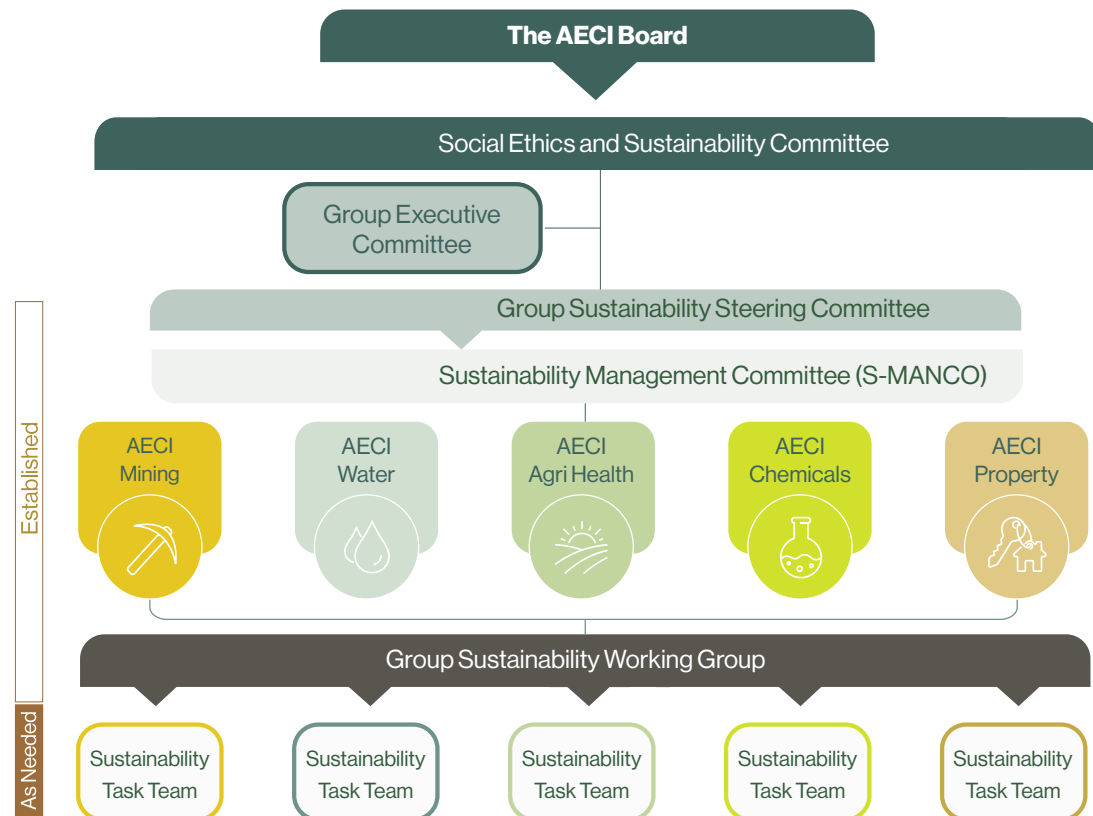 The AECI Board
Social Ethics and Sustainability Committee
Group Executive
Committee
Group Sustainability Steering Committee
Sustainability Management Committee (S-MANCO)
Established
AECI
Mining
AECI
Water
AECI
Agri Health
AECI
Chemicals
AECI
Property
Group Sustainability Working Group
As Needed
Sustainability
Task Team
Sustainability
Task Team
Sustainability
Task Team
Sustainability
Task Team
Sustainability
Task Team